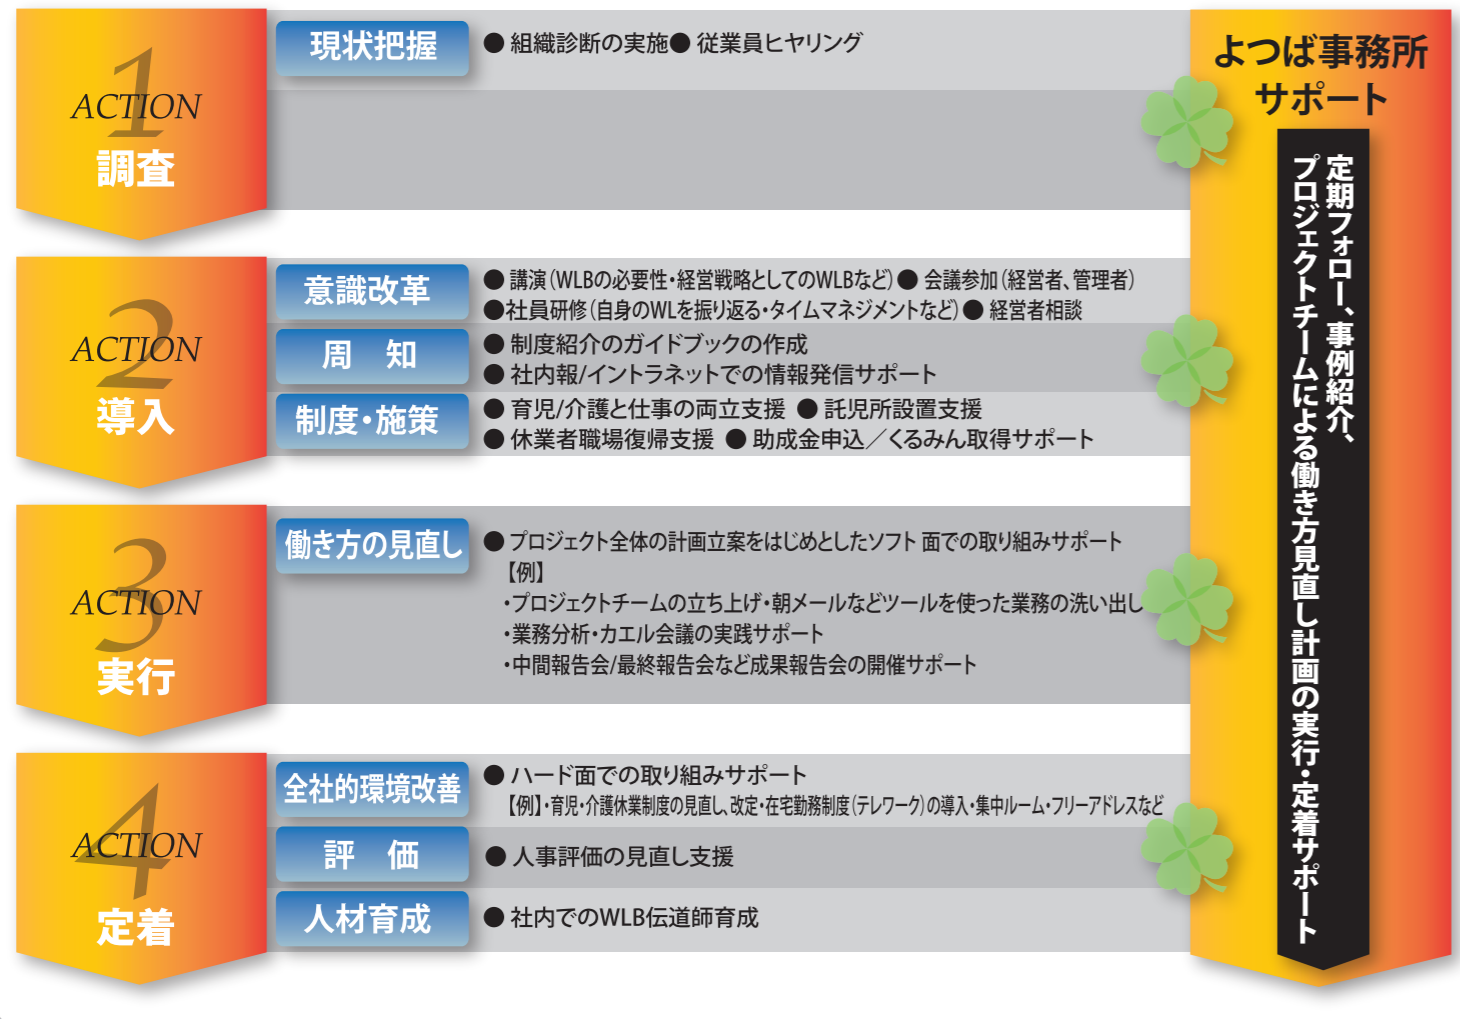 1
ACTION
調査
現状把握
● 組織診断の実施● 従業員ヒヤリング
2
ACTION
導入
意識改革
● 講演（WLBの必要性・経営戦略としてのWLBなど）● 会議参加（経営者、管理者）
●社員研修（自身のWLを振り返る・タイムマネジメントなど）● 経営者相談
周　知
● 制度紹介のガイドブックの作成
● 社内報/イントラネットでの情報発信サポート
制度・施策
● 育児/介護と仕事の両立支援 ● 託児所設置支援
● 休業者職場復帰支援 ● 助成金申込／くるみん取得サポート
3
ACTION
実行
働き方の見直し
● プロジェクト全体の計画立案をはじめとしたソフト 面での取り組みサポート
【例】
・プロジェクトチームの立ち上げ・朝メールなどツールを使った業務の洗い出し
・業務分析・カエル会議の実践サポート
・中間報告会/最終報告会など成果報告会の開催サポート
4
ACTION
定着
全社的環境改善
● ハード面での取り組みサポート
【例】・育児・介護休業制度の見直し、改定・在宅勤務制度（テレワーク）の導入・集中ルーム・フリーアドレスなど
評　価
● 人事評価の見直し支援
人材育成
● 社内でのWLB伝道師育成
よつば事務所
サポート
定期フォロー、事例紹介、
プロジェクトチームによる働き方見直し計画の実行・定着サポート